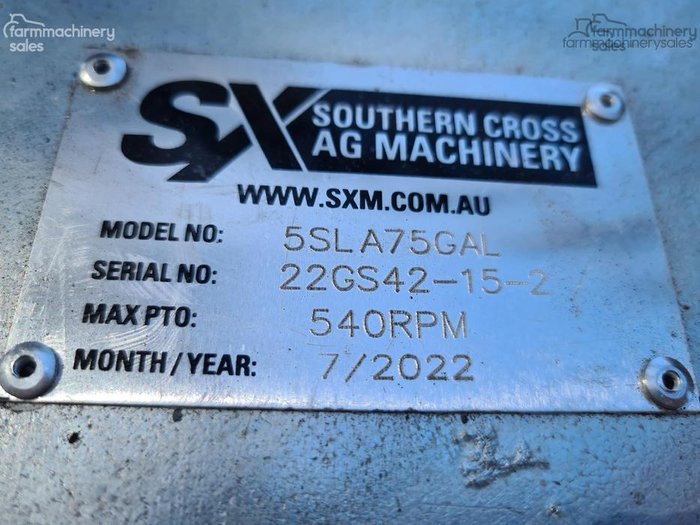 farmmachinery
sales
farmmachinery
farmmachinerysales
SX
SOUTHERN CROSS
AG MACHINERY
WWW.SXM.COM.AU
MODEL NO: 5SLA75GAL
SERIAL NO: 22GS42-15-2
MAX PTO: 540RPM
MONTH/YEAR: 7/2022